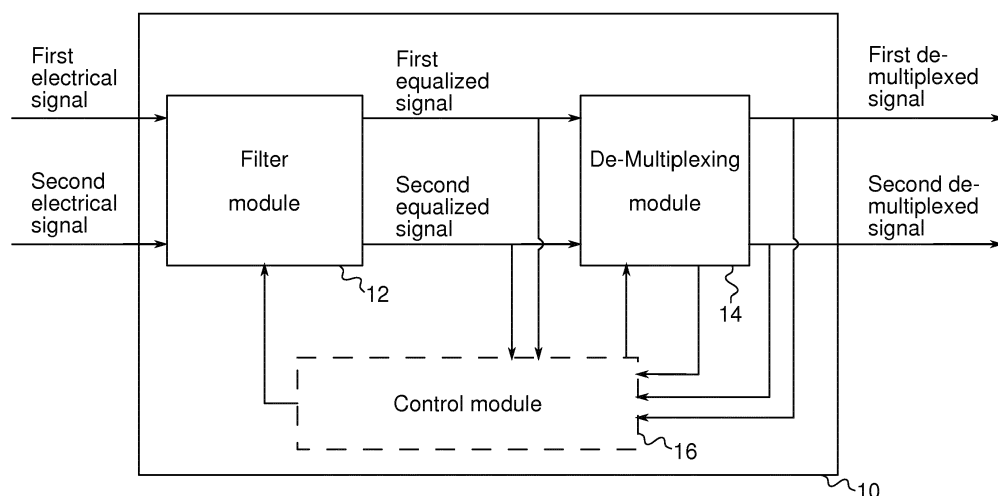 First
electrical
signal
First
equalized
signal
First de-
multiplexed
signal
Filter
module
De-Multiplexing
module
Second
electrical
signal
Second
equalized
signal
Second de-
multiplexed
signal
12
14
Control module
16
10